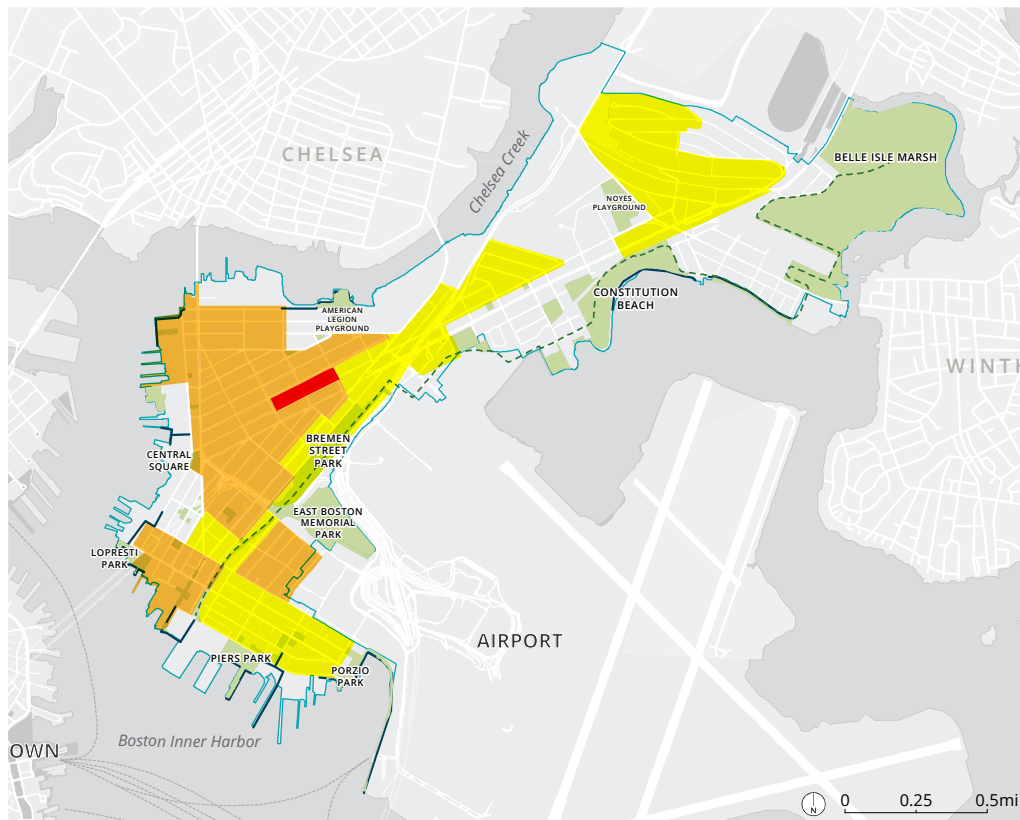 CHELSEA
Chelsea Creek
BELLE ISLE MARSH
NOYES
PLAYGROUND
CONSTITUTION
BEACH
AMERICAN
LEGION
PLAYGROUND
WINTH
BREMEN
STREET
PARK
CENTRAL
SQUARE
EAST BOSTON
MEMORIAL
PARK
LOPRESTI
PARK
AIRPORT
PIERS PARK
PORZIO
PARK
Boston Inner Harbor
OWN
N
0 0.25 0.5mi